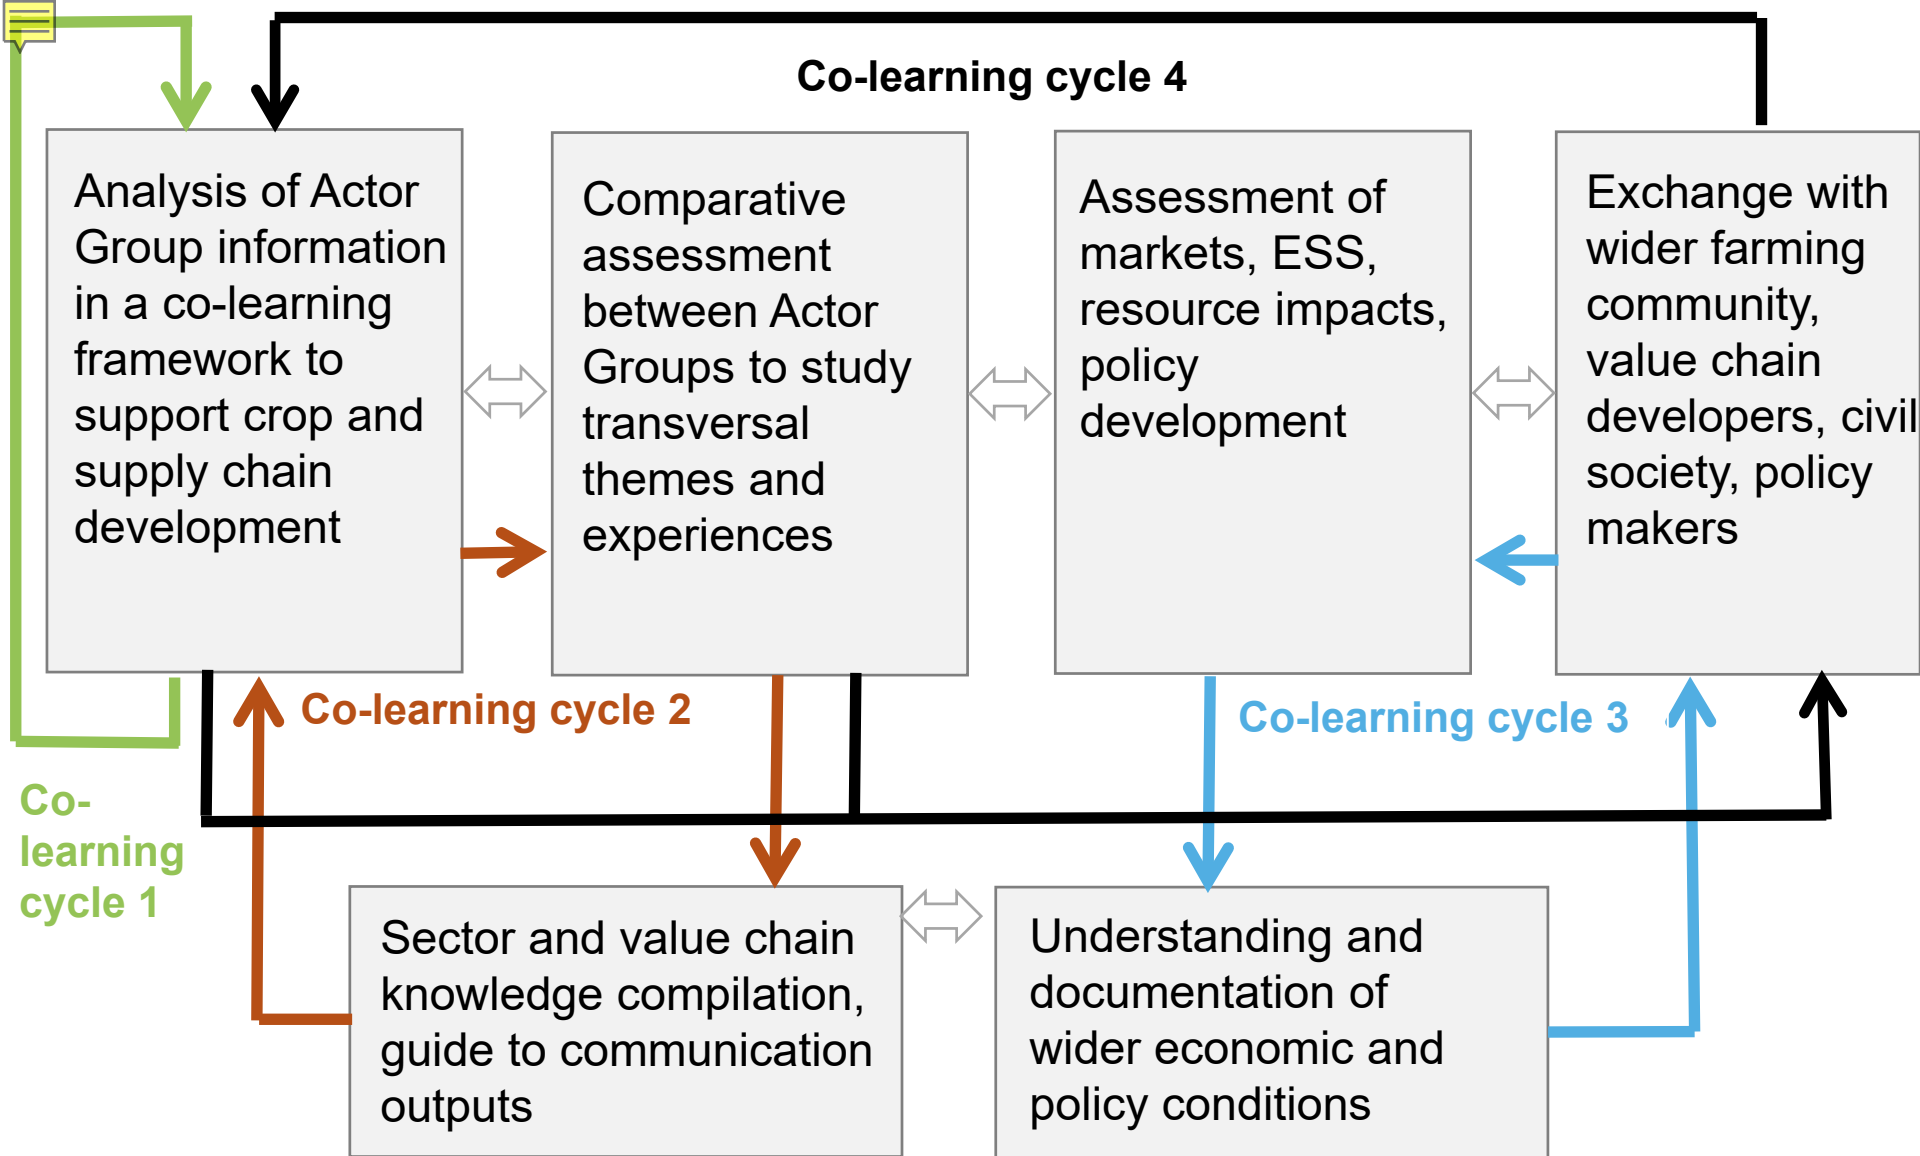 Co-learning cycle 4
Analysis of Actor
Group information
in a co-learning
framework to
support crop and
supply chain
development
Comparative
assessment
between Actor
Groups to study
transversal
themes and
experiences
Assessment of
markets, ESS,
resource impacts,
policy
development
Exchange with
wider farming
community,
value chain
developers, civil
society, policy
makers
Co-learning cycle 2
Co-learning cycle 3
Co-
learning
cycle 1
Sector and value chain
knowledge compilation,
guide to communication
outputs
Understanding and
documentation of
wider economic and
policy conditions